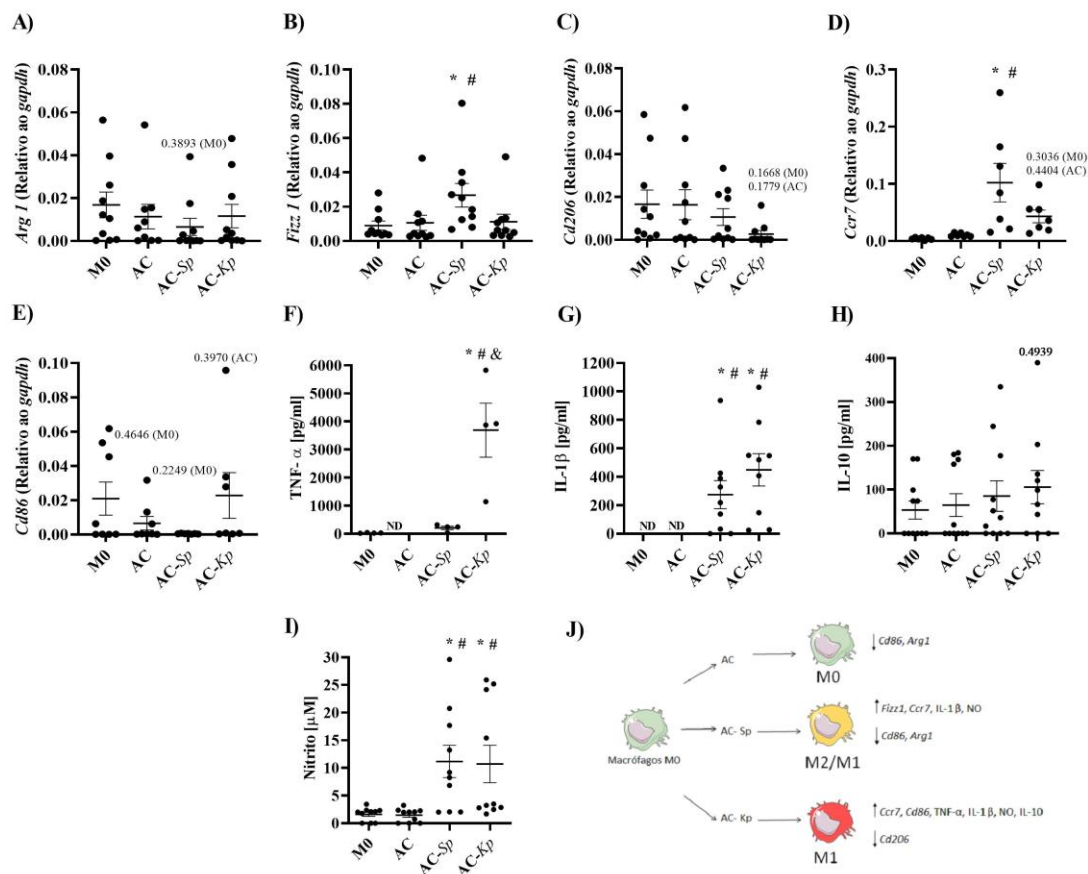 A)
Arg 1 (Relativo ao gapdh)
0.08
0.06
0.04
0.02
0.00
0.3893 (M0)
M0
AC
AC-Sp
AC-Kp
B)
Fizz 1 (Relativo ao gapdh)
0.10
0.08
0.06
0.04
0.02
0.00
* #
M0
AC
AC-Sp
AC-Kp
C)
Cd206 (Relativo ao gapdh)
0.08
0.06
0.04
0.02
0.00
0.1668 (M0)
0.1779 (AC)
M0
AC
AC-Sp
AC-Kp
D)
Ccr7 (Relativo ao gapdh)
0.3
0.2
0.1
0.0
* #
0.3036 (M0)
0.4404 (AC)
M0
AC
AC-Sp
AC-Kp
E)
Cd86 (Relativo ao gapdh)
0.10
0.08
0.06
0.04
0.02
0.00
0.3970 (AC)
0.4646 (M0)
0.2249 (M0)
M0
AC
AC-Sp
AC-Kp
F)
TNF- α [pg/ml]
6000
5000
4000
3000
2000
1000
0
* # &
ND
M0
AC
AC-Sp
AC-Kp
G)
IL-1β [pg/ml]
1200
1000
800
600
400
200
0
* #
* #
ND
ND
M0
AC
AC-Sp
AC-Kp
H)
IL-10 [pg/ml]
400
300
200
100
0
0.4939
M0
AC
AC-Sp
AC-Kp
I)
Nitrito [µM]
30
25
20
15
10
5
0
* #
* #
M0
AC
AC-Sp
AC-Kp
J)
Macrófagos M0
AC
M0
↓ Cd86, Arg1
AC- Sp
M2/M1
↑ Fizz1, Ccr7, IL-1β, NO
↓ Cd86, Arg1
AC- Kp
M1
↑ Ccr7, Cd86, TNF-α, IL-1β, NO, IL-10
↓ Cd206